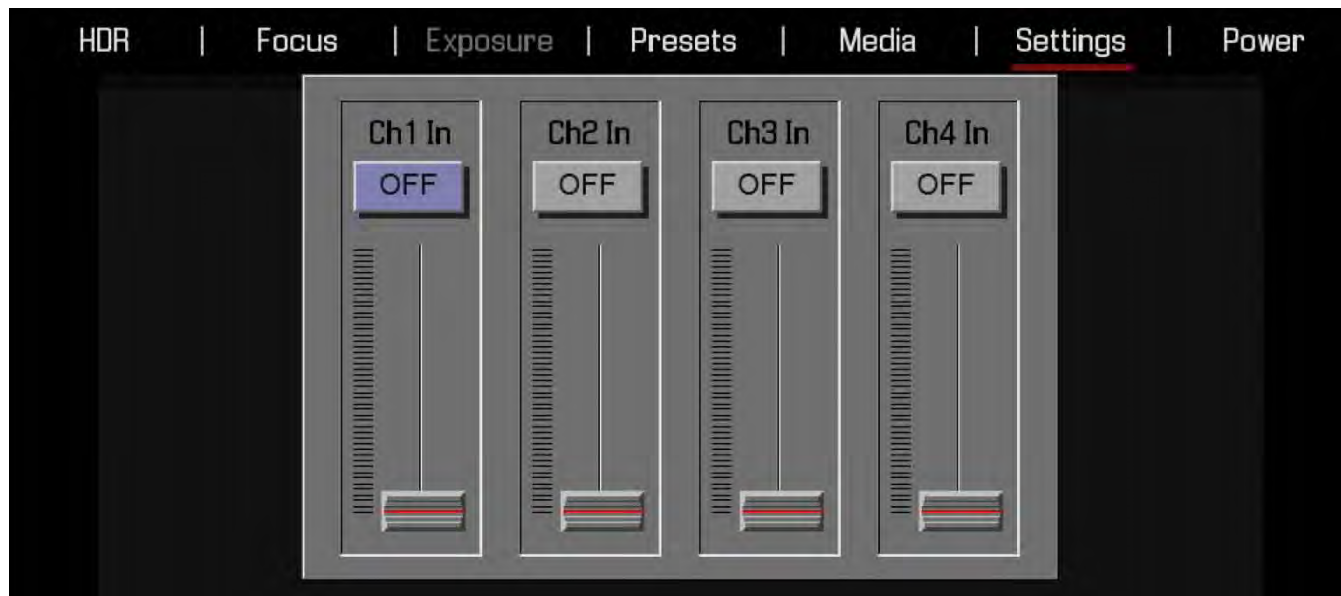 HDR | Focus | Exposure | Presets | Media | Settings | Power
Ch1 In Ch2 In Ch3 In Ch4 In
OFF OFF OFF OFF